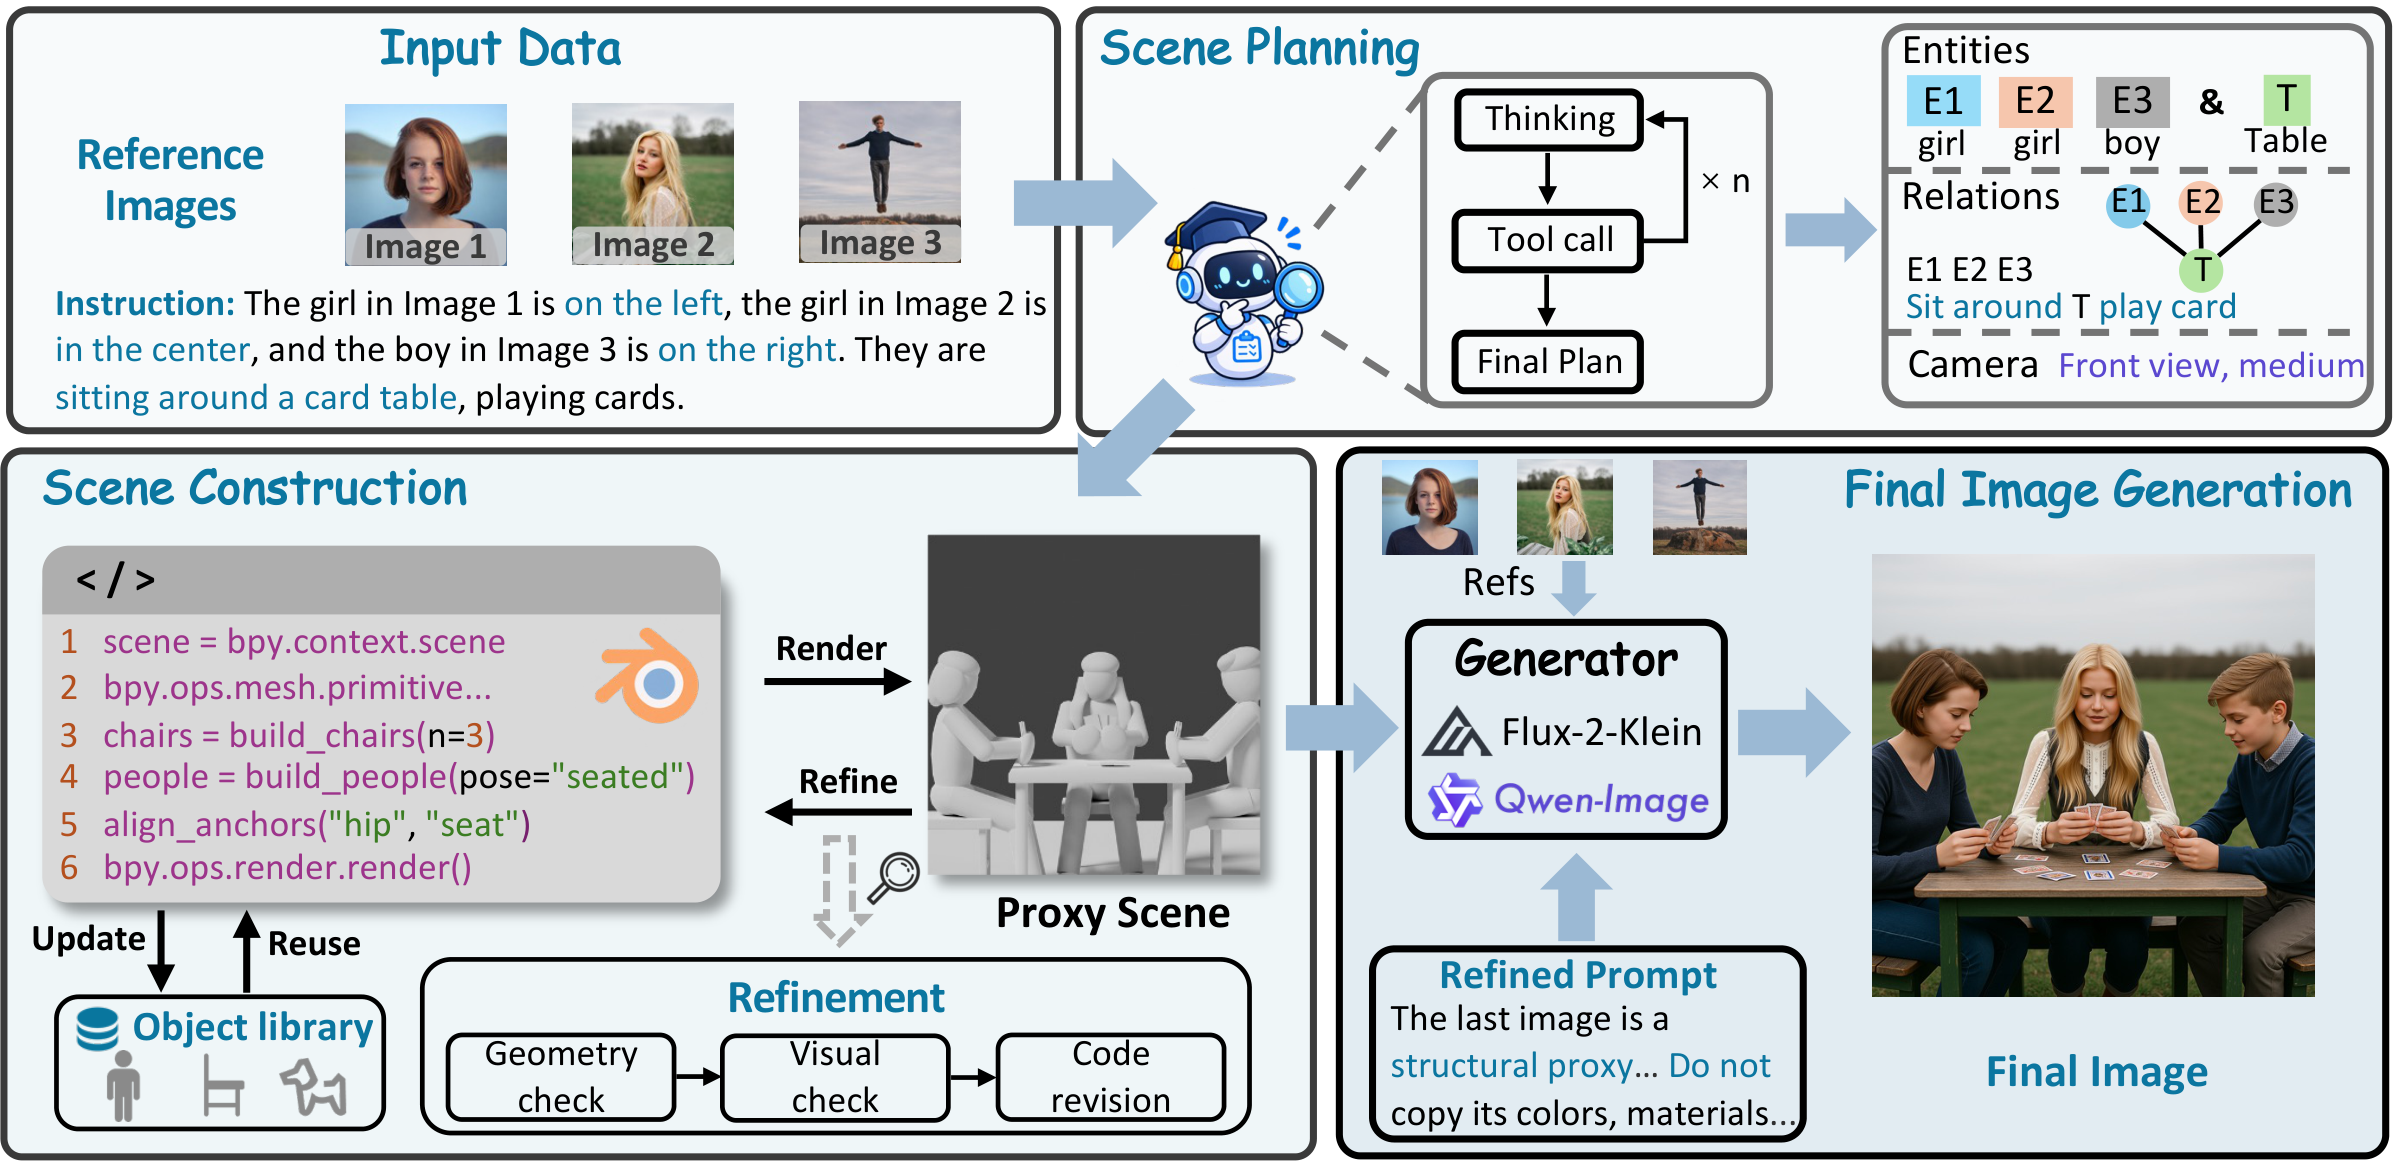 Input Data
Reference
Images
Image 1
Image 2
Image 3
Instruction: The girl in Image 1 is on the left, the girl in Image 2 is
in the center, and the boy in Image 3 is on the right. They are
sitting around a card table, playing cards.
Scene Planning
Thinking
Tool call
Final Plan
× n
Entities
E1 E2 E3 & T
girl girl boy Table
Relations
E1 E2 E3
T
E1 E2 E3
Sit around T play card
Camera Front view, medium
Scene Construction
</>
1 scene = bpy.context.scene
2 bpy.ops.mesh.primitive...
3 chairs = build_chairs(n=3)
4 people = build_people(pose="seated")
5 align_anchors("hip", "seat")
6 bpy.ops.render.render()
Render
Refine
Proxy Scene
Update
Reuse
Object library
Refinement
Geometry
check
Visual
check
Code
revision
Final Image Generation
Refs
Generator
Flux-2-Klein
Qwen-Image
Refined Prompt
The last image is a
structural proxy... Do not
copy its colors, materials...
Final Image